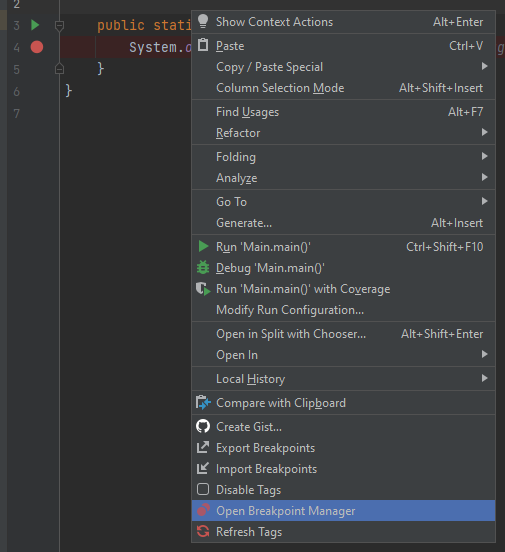 2
3 public stati
4 System.o g
5 }
6 }
7
Show Context Actions Alt+Enter
Paste Ctrl+V
Copy / Paste Special
Column Selection Mode Alt+Shift+Insert
Find Usages Alt+F7
Refactor
Folding
Analyze
Go To
Generate... Alt+Insert
Run 'Main.main()' Ctrl+Shift+F10
Debug 'Main.main()'
Run 'Main.main()' with Coverage
Modify Run Configuration...
Open in Split with Chooser... Alt+Shift+Enter
Open In
Local History
Compare with Clipboard
Create Gist...
Export Breakpoints
Import Breakpoints
Disable Tags
Open Breakpoint Manager
Refresh Tags